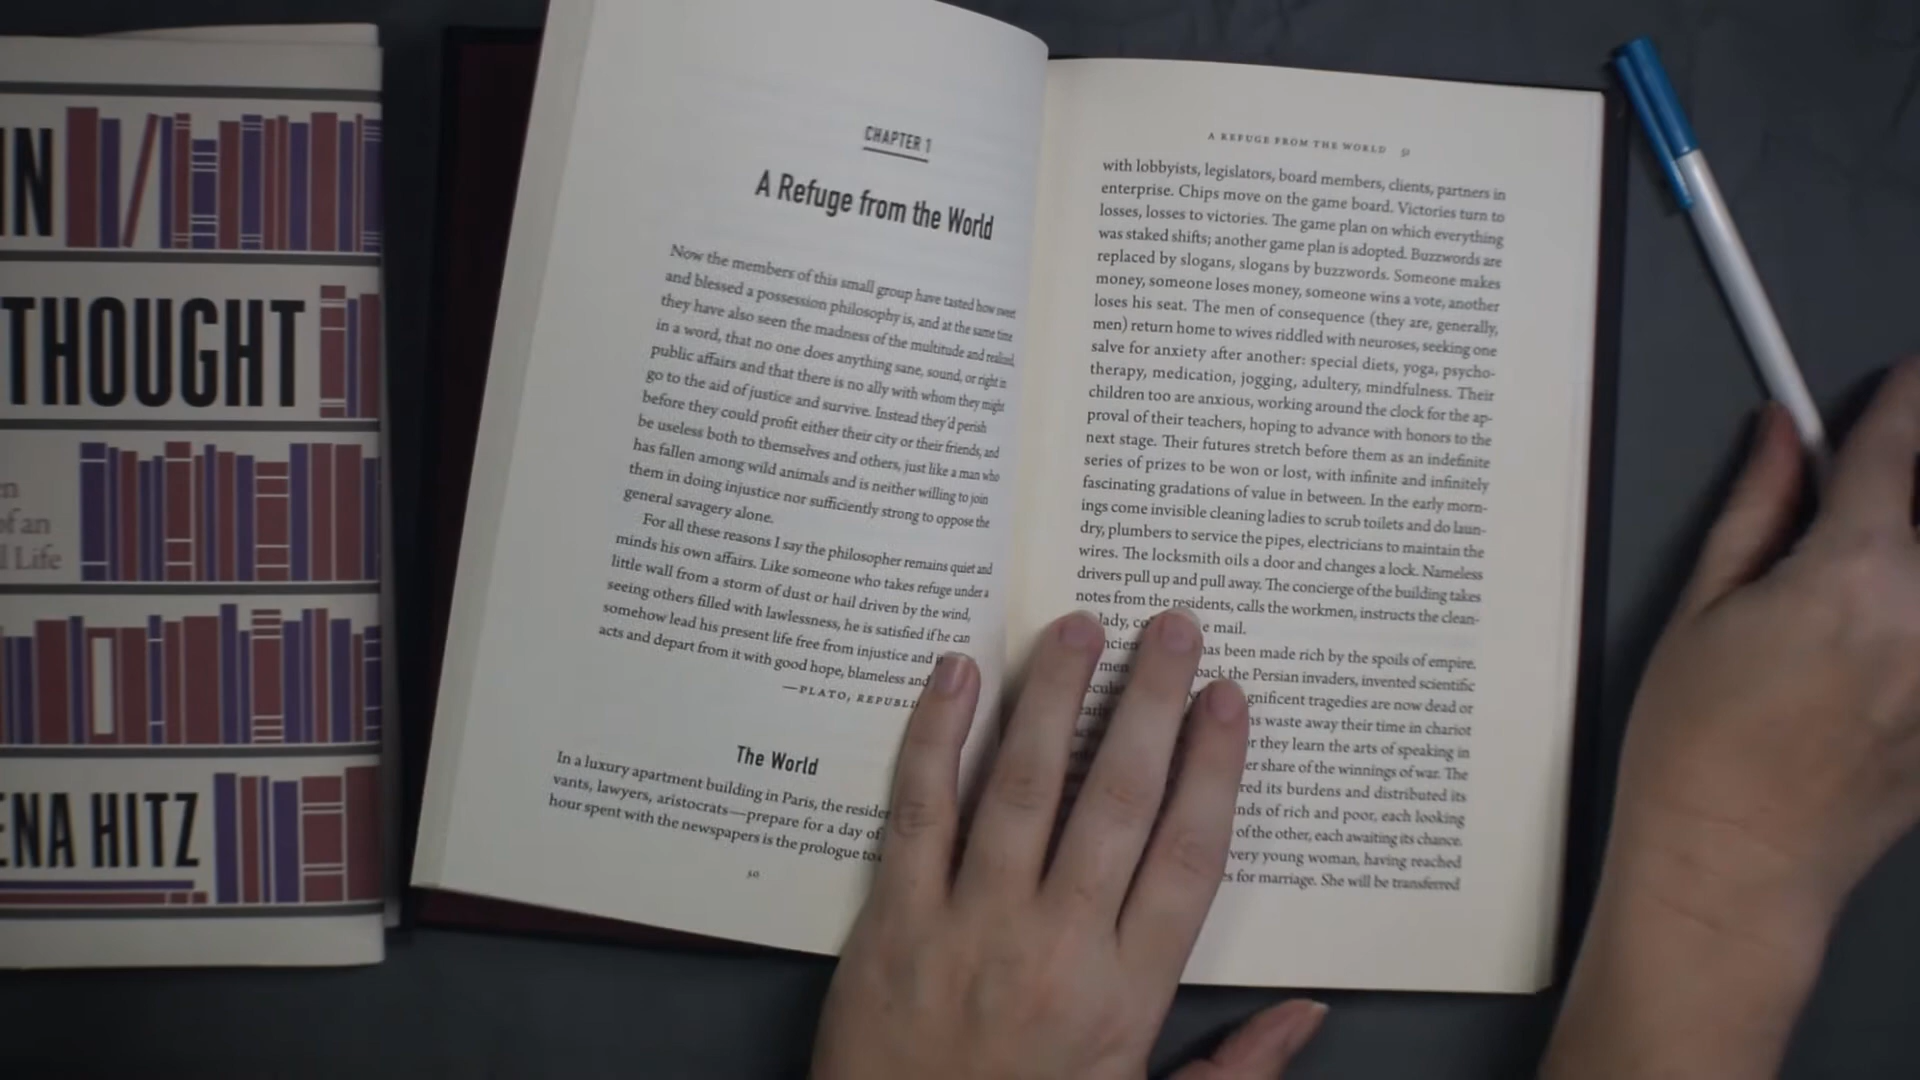 IN
THOUGHT
en
of an
l Life
ENA HITZ
CHAPTER 1
A Refuge from the World
Now the members of this small group have tasted how sweet
and blessed a possession philosophy is, and at the same time
they have also seen the madness of the multitude and realized,
in a word, that no one does anything sane, sound, or right in
public affairs and that there is no ally with whom they might
go to the aid of justice and survive. Instead they'd perish
before they could profit either their city or their friends, and
be useless both to themselves and others, just like a man who
has fallen among wild animals and is neither willing to join
them in doing injustice nor sufficiently strong to oppose the
general savagery alone.
For all these reasons I say the philosopher remains quiet and
minds his own affairs. Like someone who takes refuge under a
little wall from a storm of dust or hail driven by the wind,
seeing others filled with lawlessness, he is satisfied if he can
somehow lead his present life free from injustice and
acts and depart from it with good hope, blameless and
—PLATO, REPUBLI
The World
In a luxury apartment building in Paris, the reside
vants, lawyers, aristocrats—prepare for a day of
hour spent with the newspapers is the prologue to
50
A REFUGE FROM THE WORLD 51
with lobbyists, legislators, board members, clients, partners in
enterprise. Chips move on the game board. Victories turn to
losses, losses to victories. The game plan on which everything
was staked shifts; another game plan is adopted. Buzzwords are
replaced by slogans, slogans by buzzwords. Someone makes
money, someone loses money, someone wins a vote, another
loses his seat. The men of consequence (they are, generally,
men) return home to wives riddled with neuroses, seeking one
salve for anxiety after another: special diets, yoga, psycho-
therapy, medication, jogging, adultery, mindfulness. Their
children too are anxious, working around the clock for the ap-
proval of their teachers, hoping to advance with honors to the
next stage. Their futures stretch before them as an indefinite
series of prizes to be won or lost, with infinite and infinitely
fascinating gradations of value in between. In the early morn-
ings come invisible cleaning ladies to scrub toilets and do laun-
dry, plumbers to service the pipes, electricians to maintain the
wires. The locksmith oils a door and changes a lock. Nameless
drivers pull up and pull away. The concierge of the building takes
notes from the residents, calls the workmen, instructs the clean-
lady, co e mail.
ncien has been made rich by the spoils of empire.
men back the Persian invaders, invented scientific
gnificent tragedies are now dead or
ns waste away their time in chariot
or they learn the arts of speaking in
er share of the winnings of war. The
red its burdens and distributed its
nds of rich and poor, each looking
of the other, each awaiting its chance.
very young woman, having reached
es for marriage. She will be transferred